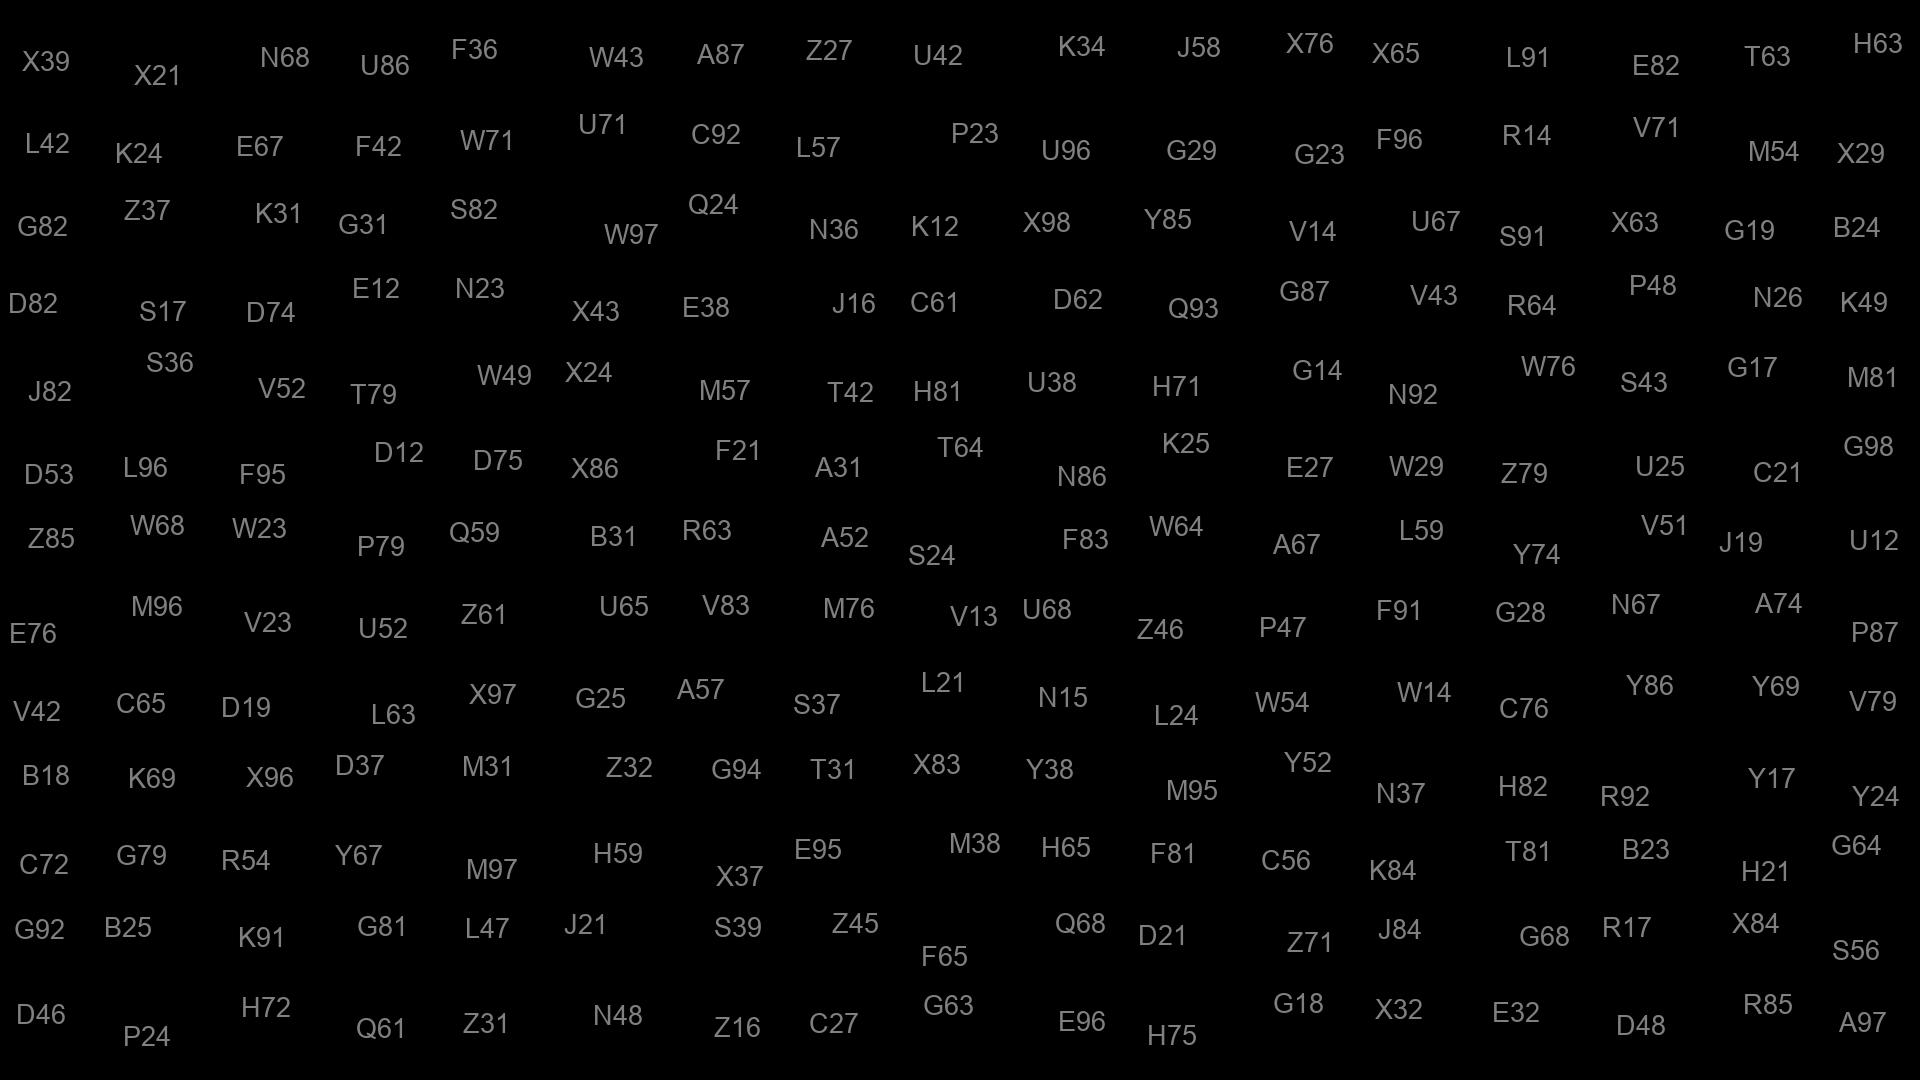 X39 X21 N68 U86 F36 W43 A87 Z27 U42 K34 J58 X76 X65 L91 E82 T63 H63
L42 K24 E67 F42 W71 U71 C92 L57 P23 U96 G29 G23 F96 R14 V71 M54 X29
G82 Z37 K31 G31 S82 W97 Q24 N36 K12 X98 Y85 V14 U67 S91 X63 G19 B24
D82 S17 D74 E12 N23 X43 E38 J16 C61 D62 Q93 G87 V43 R64 P48 N26 K49
J82 S36 V52 T79 W49 X24 M57 T42 H81 U38 H71 G14 N92 W76 S43 G17 M81
D53 L96 F95 D12 D75 X86 F21 A31 T64 N86 K25 E27 W29 Z79 U25 C21 G98
Z85 W68 W23 P79 Q59 B31 R63 A52 S24 F83 W64 A67 L59 Y74 V51 J19 U12
E76 M96 V23 U52 Z61 U65 V83 M76 V13 U68 Z46 P47 F91 G28 N67 A74 P87
V42 C65 D19 L63 X97 G25 A57 S37 L21 N15 L24 W54 W14 C76 Y86 Y69 V79
B18 K69 X96 D37 M31 Z32 G94 T31 X83 Y38 M95 Y52 N37 H82 R92 Y17 Y24
C72 G79 R54 Y67 M97 H59 X37 E95 M38 H65 F81 C56 K84 T81 B23 H21 G64
G92 B25 K91 G81 L47 J21 S39 Z45 F65 Q68 D21 Z71 J84 G68 R17 X84 S56
D46 P24 H72 Q61 Z31 N48 Z16 C27 G63 E96 H75 G18 X32 E32 D48 R85 A97